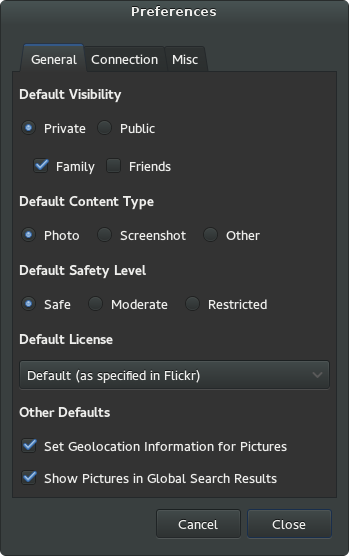 Preferences
General Connection Misc
Default Visibility
Private Public
Family Friends
Default Content Type
Photo Screenshot Other
Default Safety Level
Safe Moderate Restricted
Default License
Default (as specified in Flickr)
Other Defaults
Set Geolocation Information for Pictures
Show Pictures in Global Search Results
Cancel Close